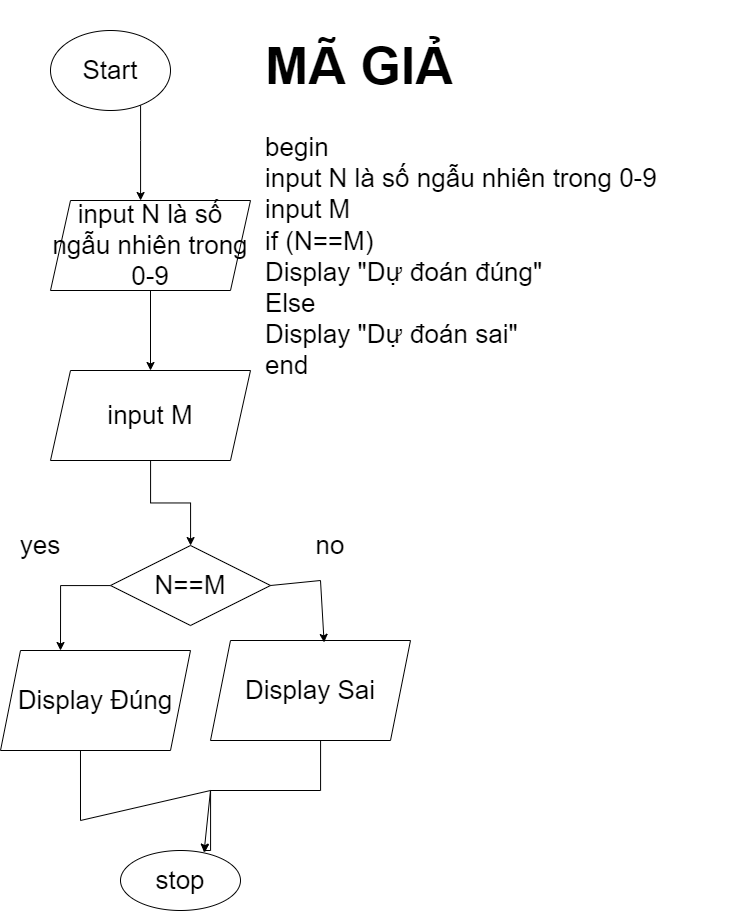 Start
MÃ GIẢ
begin
input N là số ngẫu nhiên trong 0-9
input M
if (N==M)
Display "Dự đoán đúng"
Else
Display "Dự đoán sai"
end
input N là số
ngẫu nhiên trong
0-9
input M
yes
no
N==M
Display Đúng
Display Sai
stop